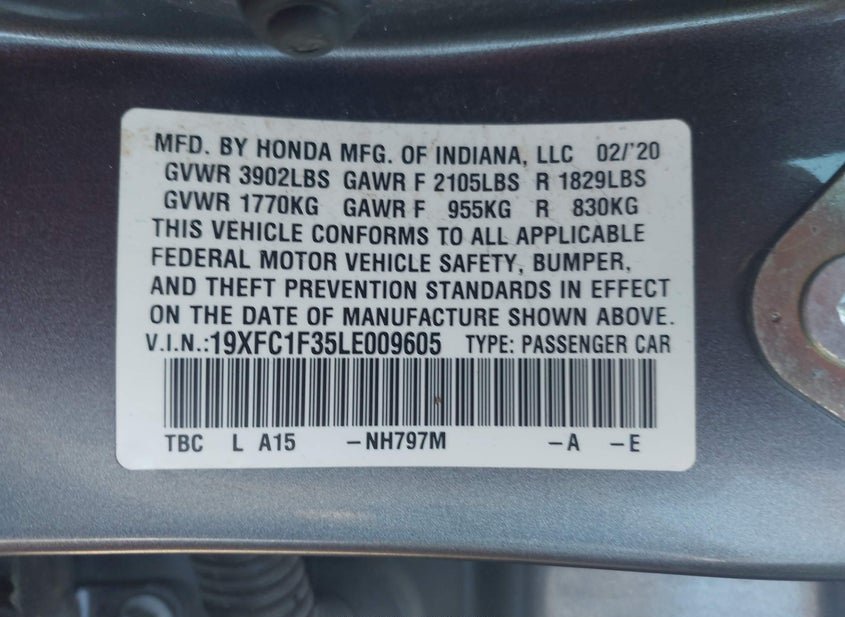 MFD. BY HONDA MFG. OF INDIANA, LLC 02/'20
GVWR 3902LBS GAWR F 2105LBS R 1829LBS
GVWR 1770KG GAWR F 955KG R 830KG
THIS VEHICLE CONFORMS TO ALL APPLICABLE
FEDERAL MOTOR VEHICLE SAFETY, BUMPER,
AND THEFT PREVENTION STANDARDS IN EFFECT
ON THE DATE OF MANUFACTURE SHOWN ABOVE.
V.I.N.:19XFC1F35LE009605 TYPE: PASSENGER CAR
TBC L A15 –NH797M –A –E